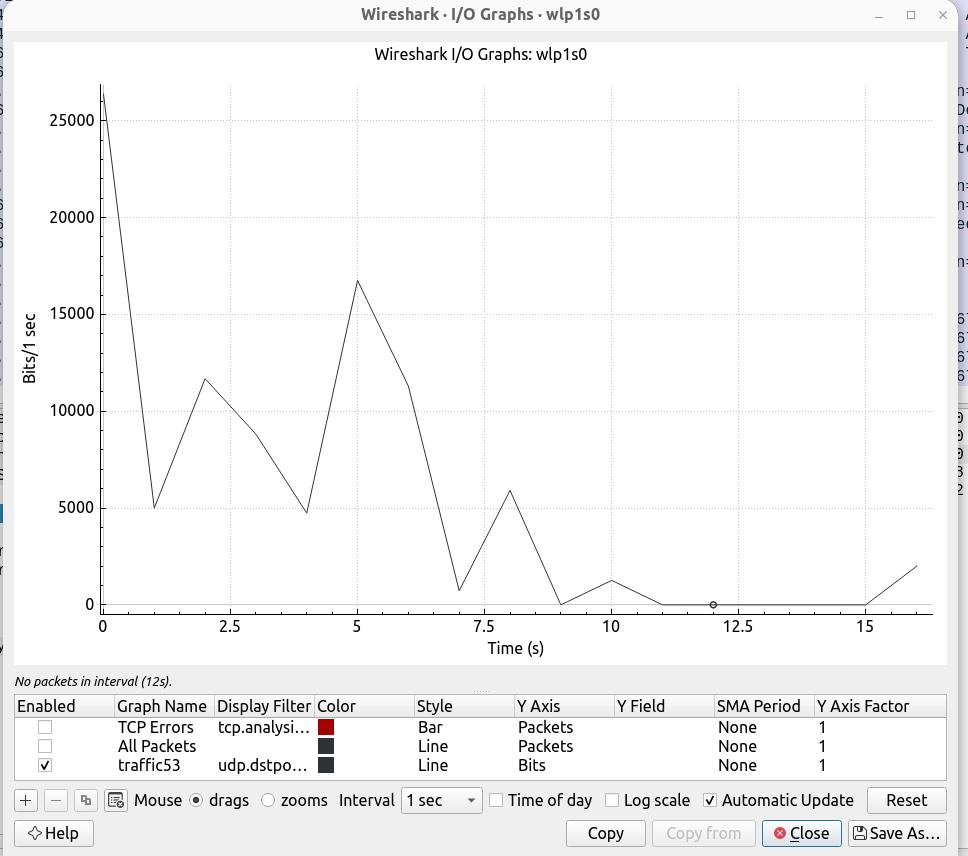 Wireshark · I/O Graphs · wlp1s0
Wireshark I/O Graphs: wlp1s0
25000
20000
15000
10000
5000
0
Bits/1 sec
0 2.5 5 7.5 10 12.5 15
Time (s)
No packets in interval (12s).
Enabled Graph Name Display Filter Color Style Y Axis Y Field SMA Period Y Axis Factor
TCP Errors tcp.analysi… Bar Packets None 1
All Packets Line Packets None 1
traffic53 udp.dstpo… Line Bits None 1
Mouse drags zooms Interval 1 sec Time of day Log scale Automatic Update Reset
Help Copy Copy from Close Save As…